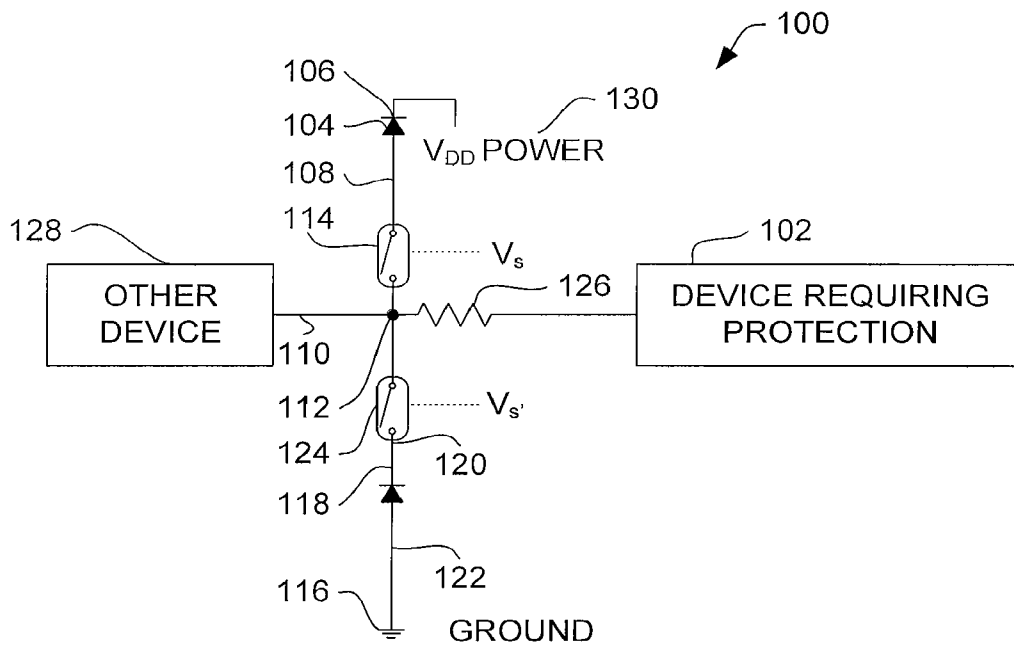 100
106
104
130
V_DD POWER
108
114
128
V_s
102
OTHER
DEVICE
126
DEVICE REQUIRING
PROTECTION
110
112
V_s'
124
120
118
122
116
GROUND